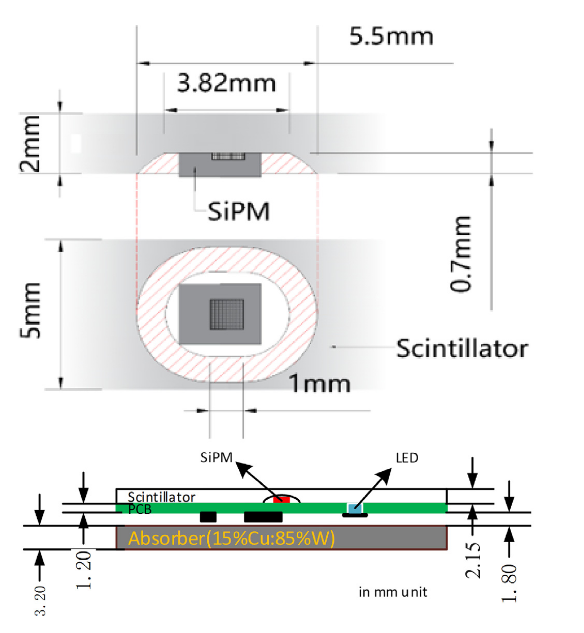 5.5mm
3.82mm
2mm
SiPM
0.7mm
5mm
Scintillator
1mm
SiPM
LED
Scintillator
PCB
Absorber(15%Cu:85%W)
3.20
1.20
2.15
1.80
in mm unit